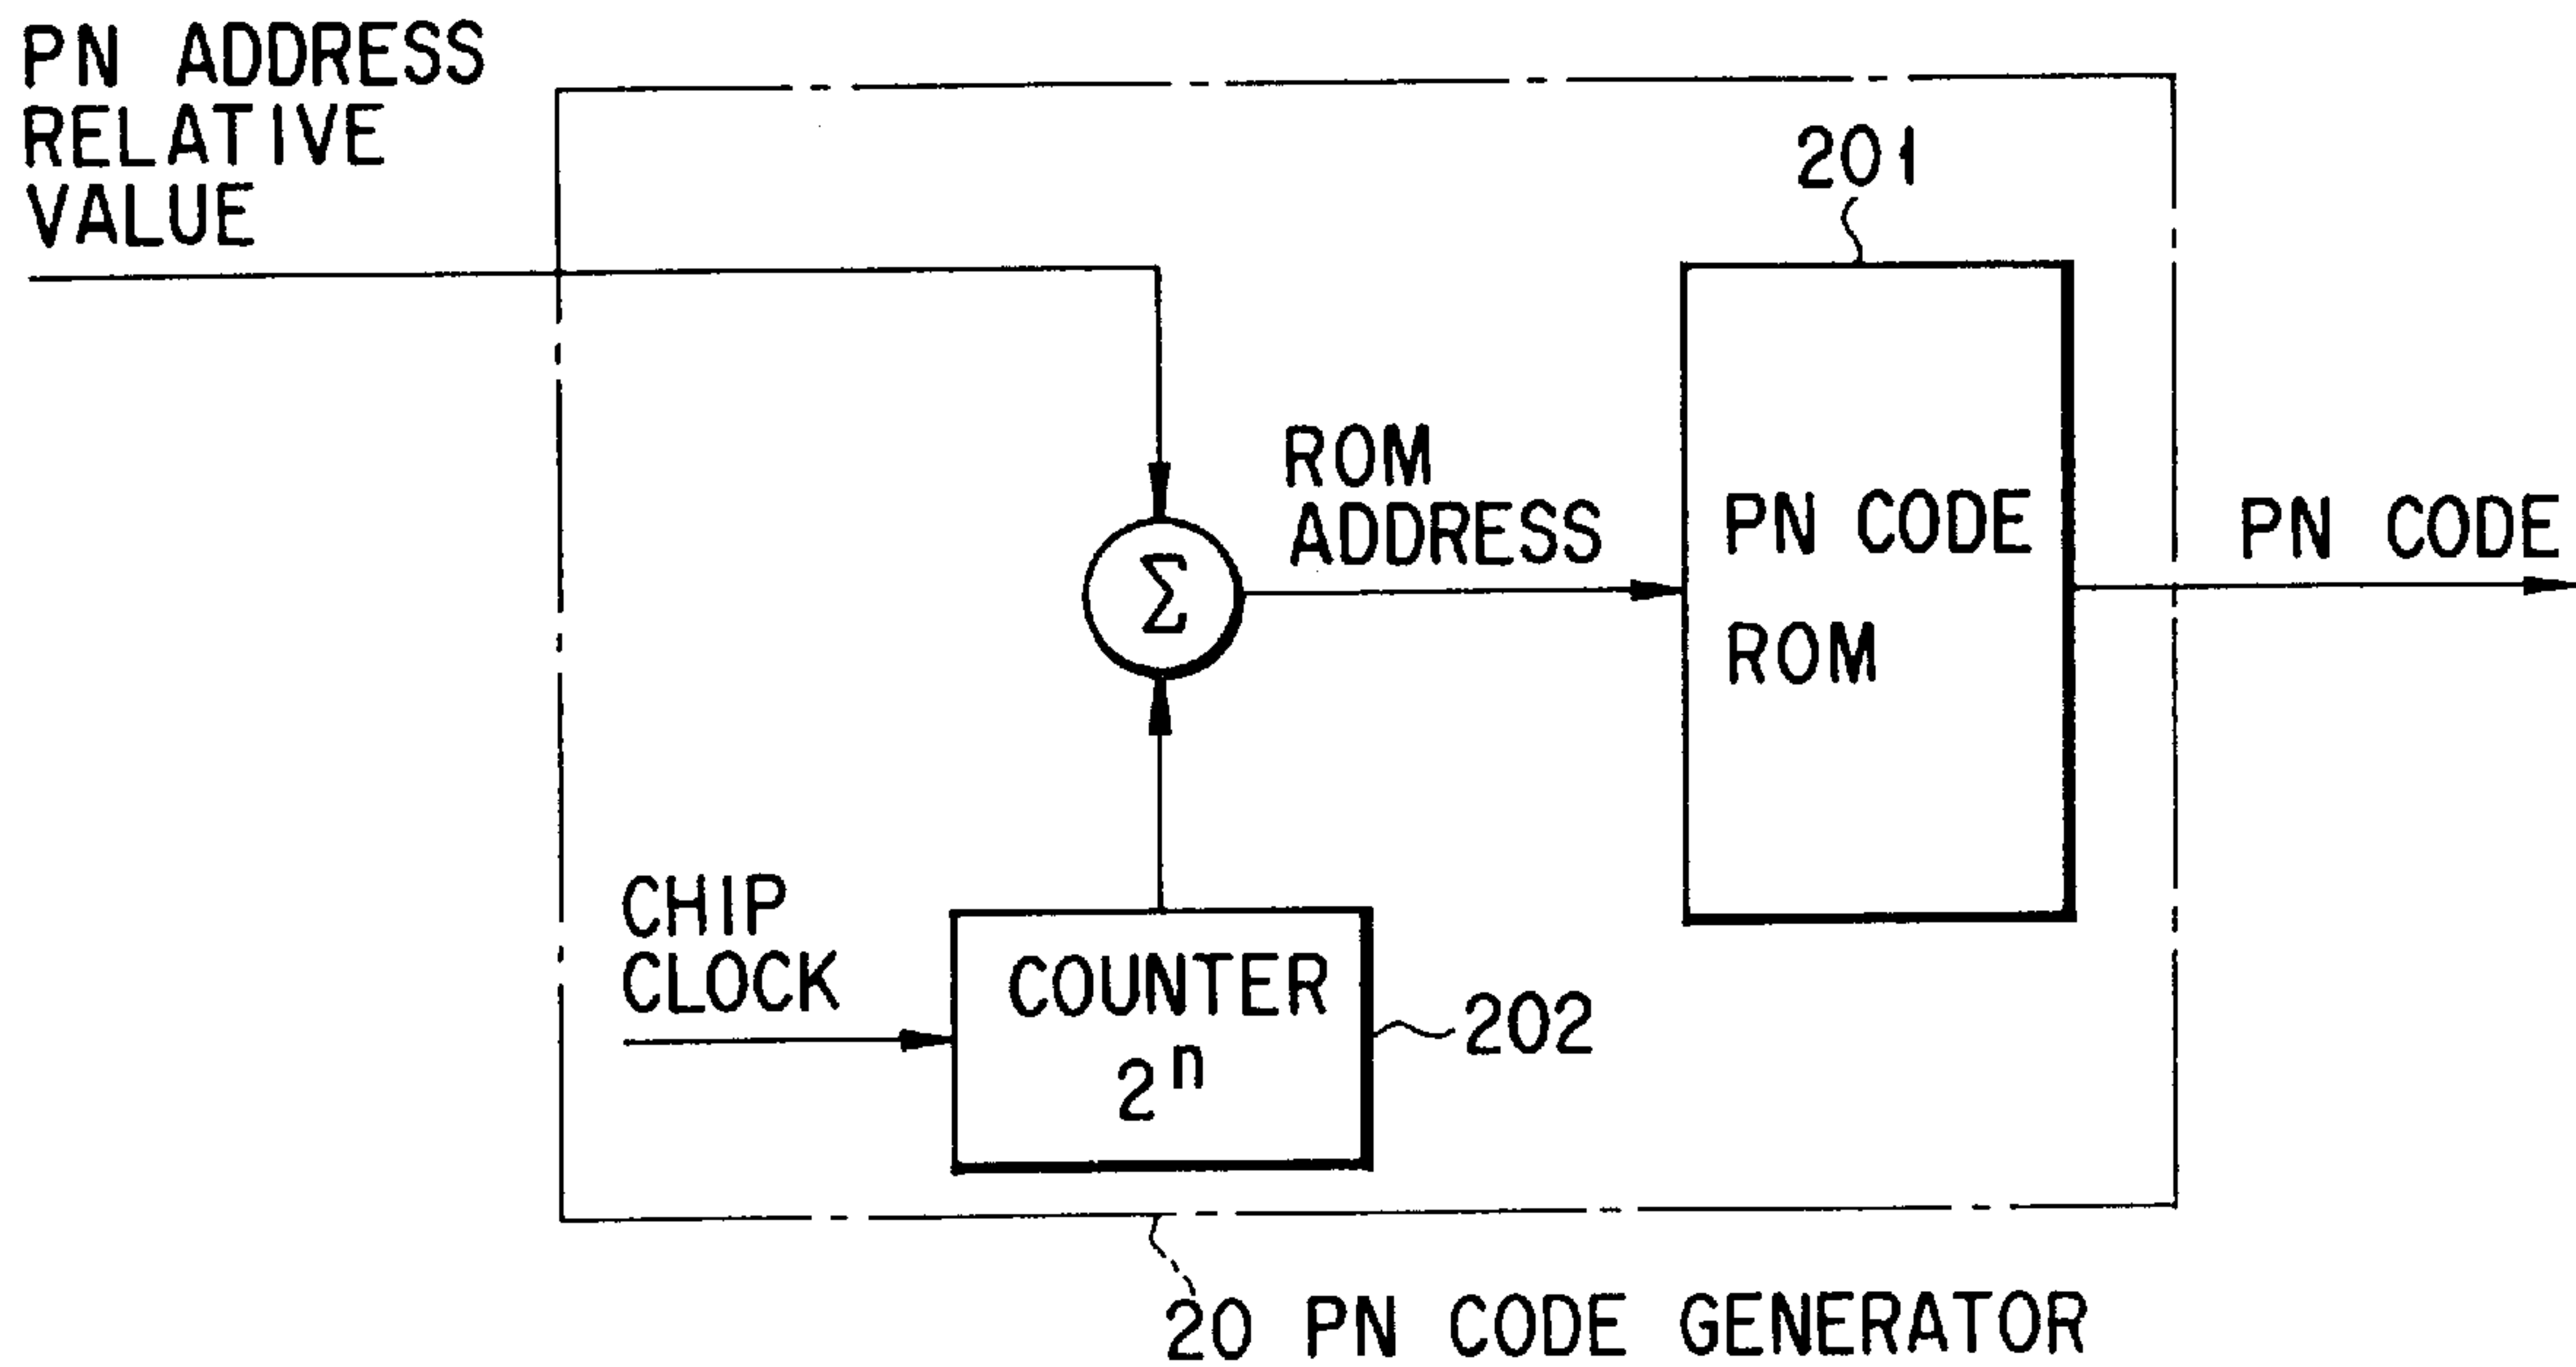 PN ADDRESS
RELATIVE
VALUE
201
ROM
ADDRESS
PN CODE
ROM
PN CODE
Σ
CHIP
CLOCK
COUNTER
2ⁿ
202
20 PN CODE GENERATOR